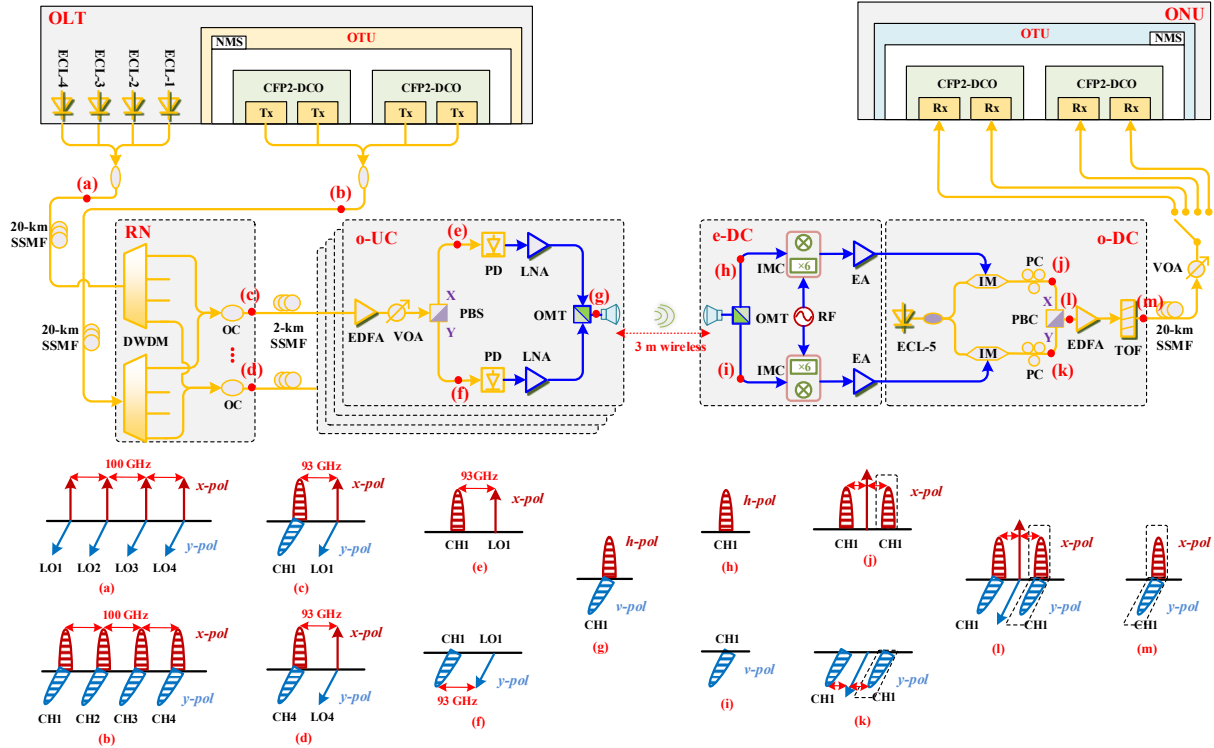 OLT
ECL-4
ECL-3
ECL-2
ECL-1
OTU
NMS
CFP2-DCO
CFP2-DCO
Tx
Tx
Tx
Tx
ONU
OTU
NMS
CFP2-DCO
CFP2-DCO
Rx
Rx
Rx
Rx
(a)
(b)
20-km
SSMF
20-km
SSMF
RN
DWDM
OC
OC
(c)
(d)
2-km
SSMF
o-UC
EDFA
VOA
X
Y
PBS
(e)
(f)
PD
LNA
PD
LNA
OMT
(g)
3 m wireless
e-DC
(h)
(i)
OMT
IMC
×6
IMC
×6
RF
EA
EA
o-DC
ECL-5
IM
IM
PC
PC
(j)
(k)
X
Y
PBC
(l)
EDFA
TOF
(m)
20-km
SSMF
VOA
100 GHz
x-pol
y-pol
LO1
LO2
LO3
LO4
(a)
93 GHz
x-pol
y-pol
CH1
LO1
(c)
93GHz
x-pol
CH1
LO1
(e)
h-pol
v-pol
CH1
(g)
h-pol
CH1
(h)
x-pol
CH1
CH1
(j)
x-pol
y-pol
CH1
CH1
(l)
x-pol
y-pol
CH1
(m)
100 GHz
x-pol
y-pol
CH1
CH2
CH3
CH4
(b)
93 GHz
x-pol
y-pol
CH4
LO4
(d)
CH1
LO1
y-pol
93 GHz
(f)
CH1
v-pol
(i)
y-pol
CH1
CH1
(k)